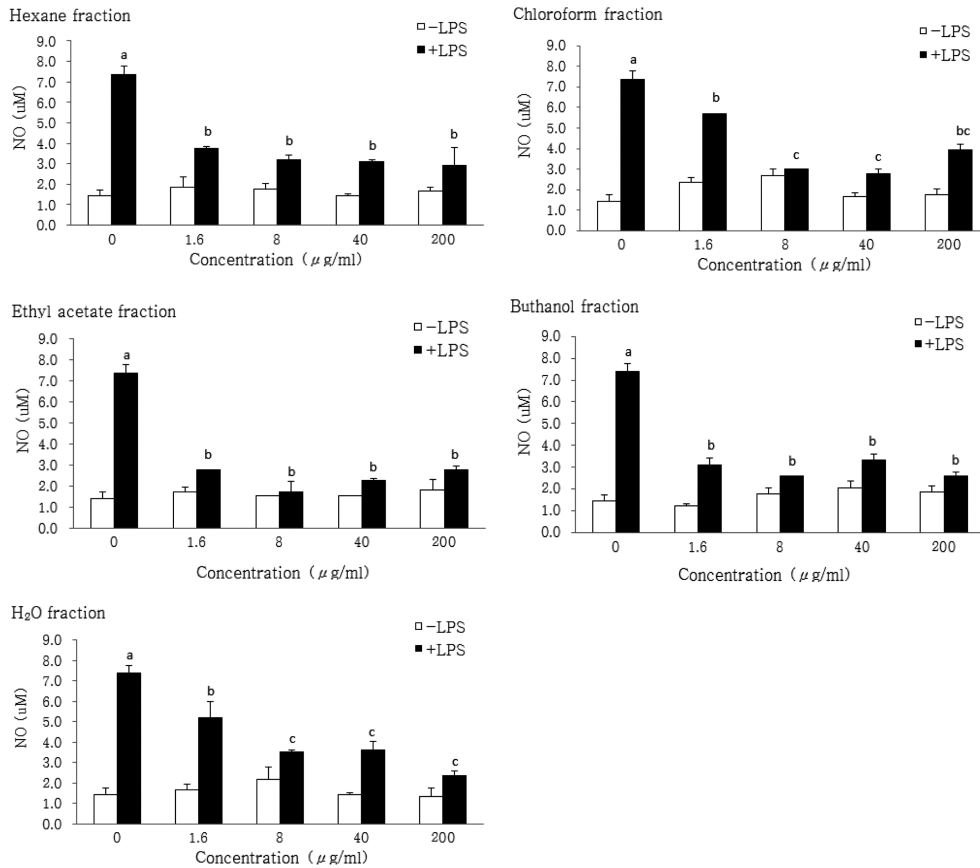 Hexane fraction
−LPS
+LPS
9.0
8.0
7.0
6.0
5.0
4.0
3.0
2.0
1.0
0.0
NO (uM)
a
b
b
b
b
0 1.6 8 40 200
Concentration (μg/ml)
Chloroform fraction
−LPS
+LPS
9.0
8.0
7.0
6.0
5.0
4.0
3.0
2.0
1.0
0.0
NO (uM)
a
b
c
c
bc
0 1.6 8 40 200
Concentration (μg/ml)
Ethyl acetate fraction
−LPS
+LPS
9.0
8.0
7.0
6.0
5.0
4.0
3.0
2.0
1.0
0.0
NO (uM)
a
b
b
b
b
0 1.6 8 40 200
Concentration (μg/ml)
Buthanol fraction
−LPS
+LPS
9.0
8.0
7.0
6.0
5.0
4.0
3.0
2.0
1.0
0.0
NO (uM)
a
b
b
b
b
0 1.6 8 40 200
Concentration (μg/ml)
H₂O fraction
−LPS
+LPS
9.0
8.0
7.0
6.0
5.0
4.0
3.0
2.0
1.0
0.0
NO (uM)
a
b
c
c
c
0 1.6 8 40 200
Concentration (μg/ml)